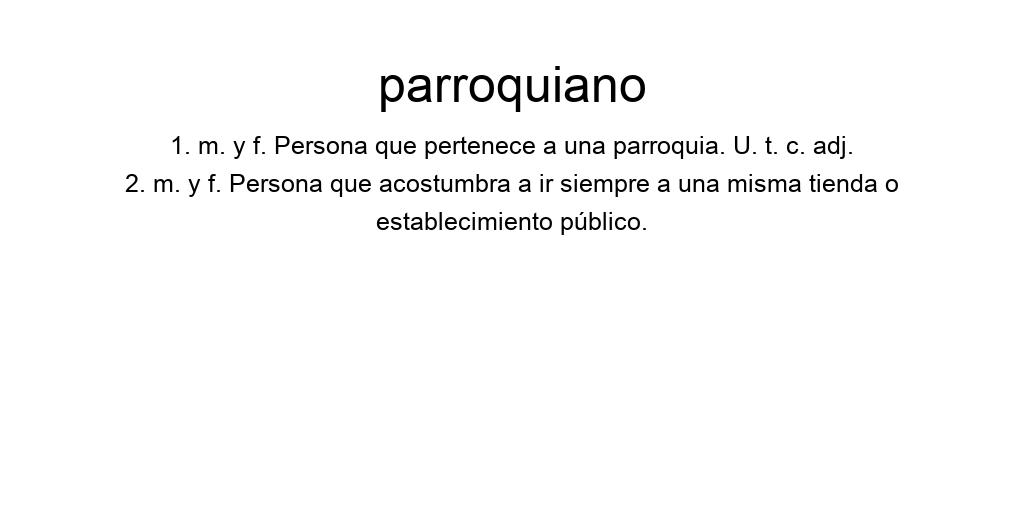 parroquiano
1. m. y f. Persona que pertenece a una parroquia. U. t. c. adj.
2. m. y f. Persona que acostumbra a ir siempre a una misma tienda o
establecimiento público.